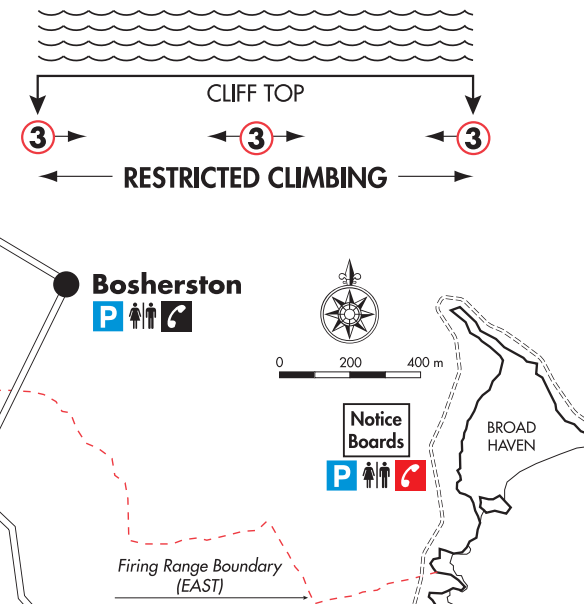 CLIFF TOP
3 3 3
RESTRICTED CLIMBING
Bosherston
P
0 200 400 m
Notice
Boards
P
BROAD
HAVEN
Firing Range Boundary
(EAST)